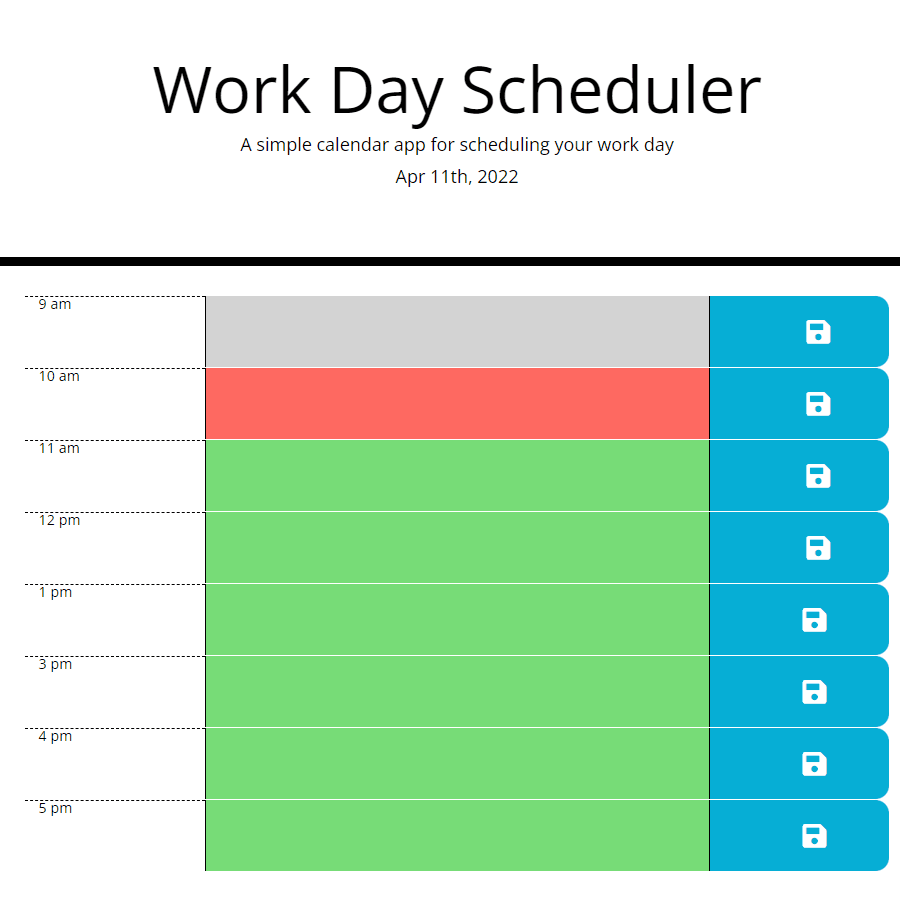 Work Day Scheduler
A simple calendar app for scheduling your work day
Apr 11th, 2022
9 am
10 am
11 am
12 pm
1 pm
3 pm
4 pm
5 pm